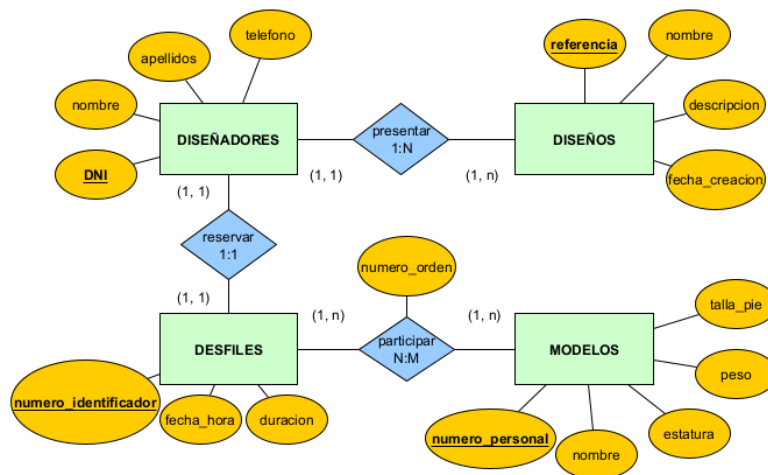 telefono
referencia
nombre
apellidos
nombre
descripcion
presentar
1:N
DISEÑADORES
DISEÑOS
DNI
fecha_creacion
(1, 1)
(1, 1)
(1, n)
reservar
1:1
numero_orden
(1, 1)
(1, n)
(1, n)
talla_pie
participar
N:M
DESFILES
MODELOS
peso
numero_identificador
fecha_hora
duracion
numero_personal
estatura
nombre